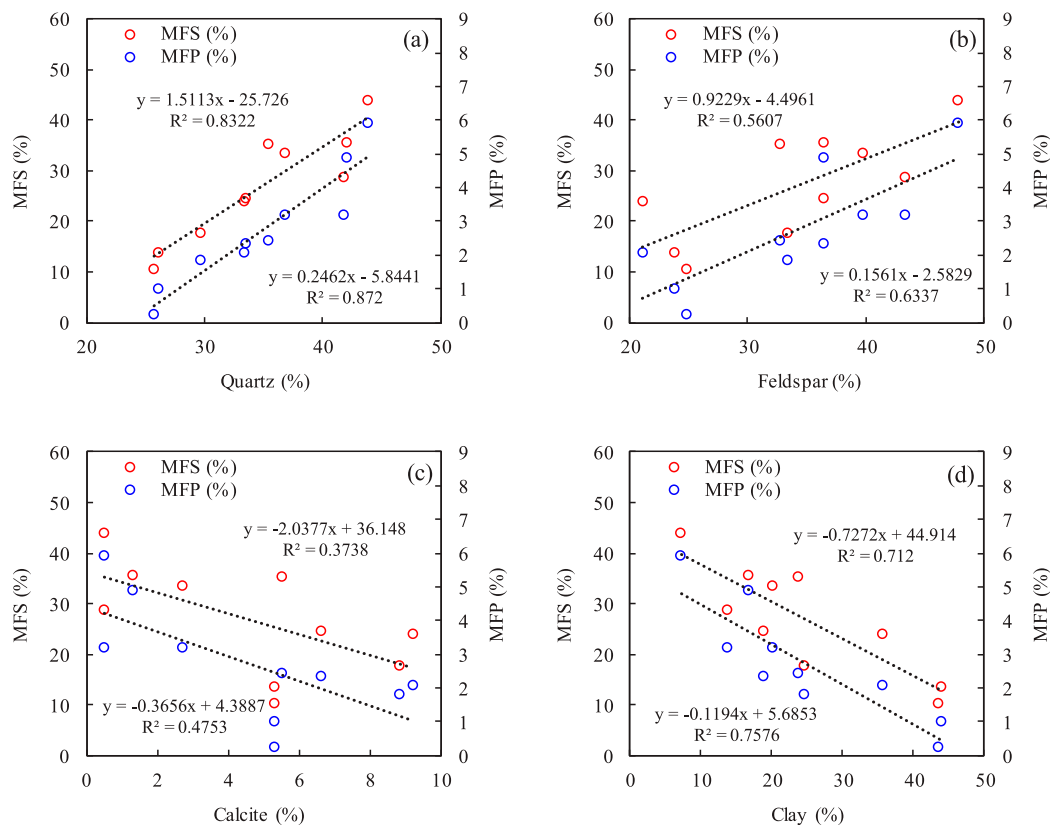 (a)
MFS (%)
MFP (%)
y = 1.5113x - 25.726
R² = 0.8322
y = 0.2462x - 5.8441
R² = 0.872
60
50
40
30
20
10
0
9
8
7
6
5
4
3
2
1
0
20 30 40 50
MFS (%)
MFP (%)
Quartz (%)
(b)
MFS (%)
MFP (%)
y = 0.9229x - 4.4961
R² = 0.5607
y = 0.1561x - 2.5829
R² = 0.6337
60
50
40
30
20
10
0
9
8
7
6
5
4
3
2
1
0
20 30 40 50
MFS (%)
MFP (%)
Feldspar (%)
(c)
MFS (%)
MFP (%)
y = -2.0377x + 36.148
R² = 0.3738
y = -0.3656x + 4.3887
R² = 0.4753
60
50
40
30
20
10
0
9
8
7
6
5
4
3
2
1
0
0 2 4 6 8 10
MFS (%)
MFP (%)
Calcite (%)
(d)
MFS (%)
MFP (%)
y = -0.7272x + 44.914
R² = 0.712
y = -0.1194x + 5.6853
R² = 0.7576
60
50
40
30
20
10
0
9
8
7
6
5
4
3
2
1
0
0 10 20 30 40 50
MFS (%)
MFP (%)
Clay (%)